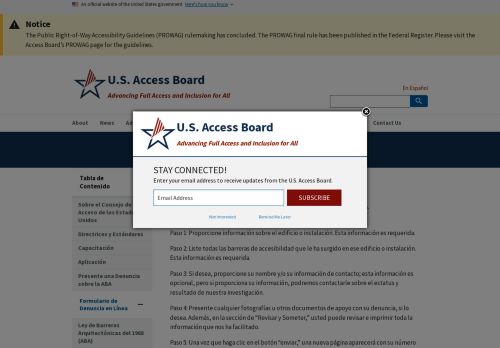 An official website of the United States government Here's how you know
Notice
The Public Right-of-Way Accessibility Guidelines (PROWAG) rulemaking has concluded. The PROWAG final rule has been published in the Federal Register. Please visit the
Access Board's PROWAG page for the guidelines.
U.S. Access Board
Advancing Full Access and Inclusion for All
En Español
About News
Contact Us
U.S. Access Board
Advancing Full Access and Inclusion for All
STAY CONNECTED!
Enter your email address to receive updates from the U.S. Access Board.
Email Address
SUBSCRIBE
Not Interested Remind Me Later
Tabla de
Contenido
Sobre el Consejo de
Acceso de los Estados
Unidos
Directrices y Estándares
Capacitación
Aplicación
Presente una Denuncia
sobre la ABA
Formulario de
Denuncia en Línea
Ley de Barreras
Arquitectónicas del 1968
(ABA)
Paso 1: Proporcione información sobre el edificio o instalación. Esta información es requerida.
Paso 2: Liste todas las barreras de accesibilidad que le ha surgido en ese edificio o instalación.
Esta información es requerida.
Paso 3: Si desea, proporcione su nombre y/o su información de contacto; esta información es
opcional, pero si proporciona su información, podremos contactarle sobre el estatus y
resultado de nuestra investigación.
Paso 4: Presente cualquier fotografías u otros documentos de apoyo con su denuncia, si lo
desea. Además, en la sección de "Revisar y Someter," usted puede revisar e imprimir toda la
información que nos ha facilitado.
Paso 5: Una vez que haga clic en el botón "enviar," una nueva página aparecerá con su número